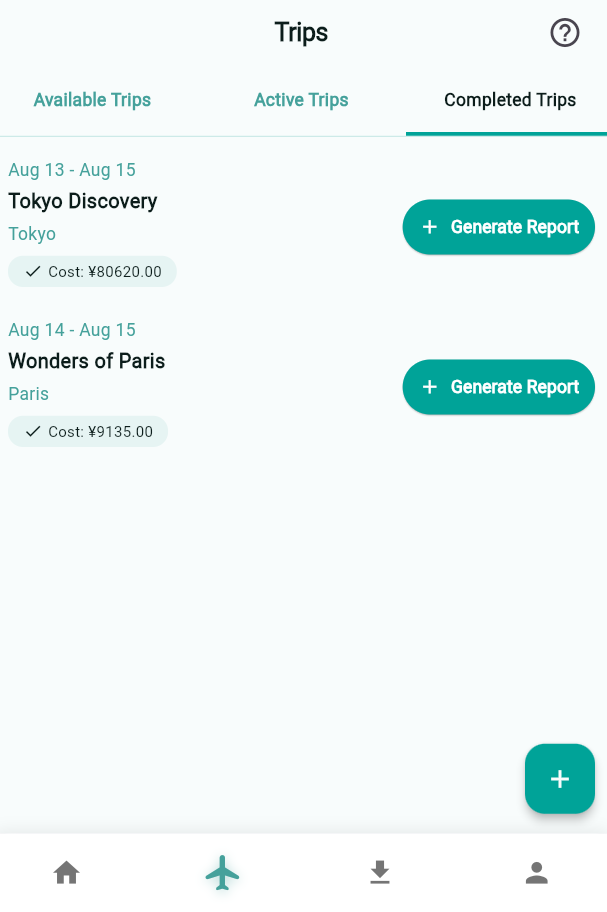 Trips
Available Trips
Active Trips
Completed Trips
Aug 13 - Aug 15
Tokyo Discovery
Tokyo
Cost: ¥80620.00
+ Generate Report
Aug 14 - Aug 15
Wonders of Paris
Paris
Cost: ¥9135.00
+ Generate Report